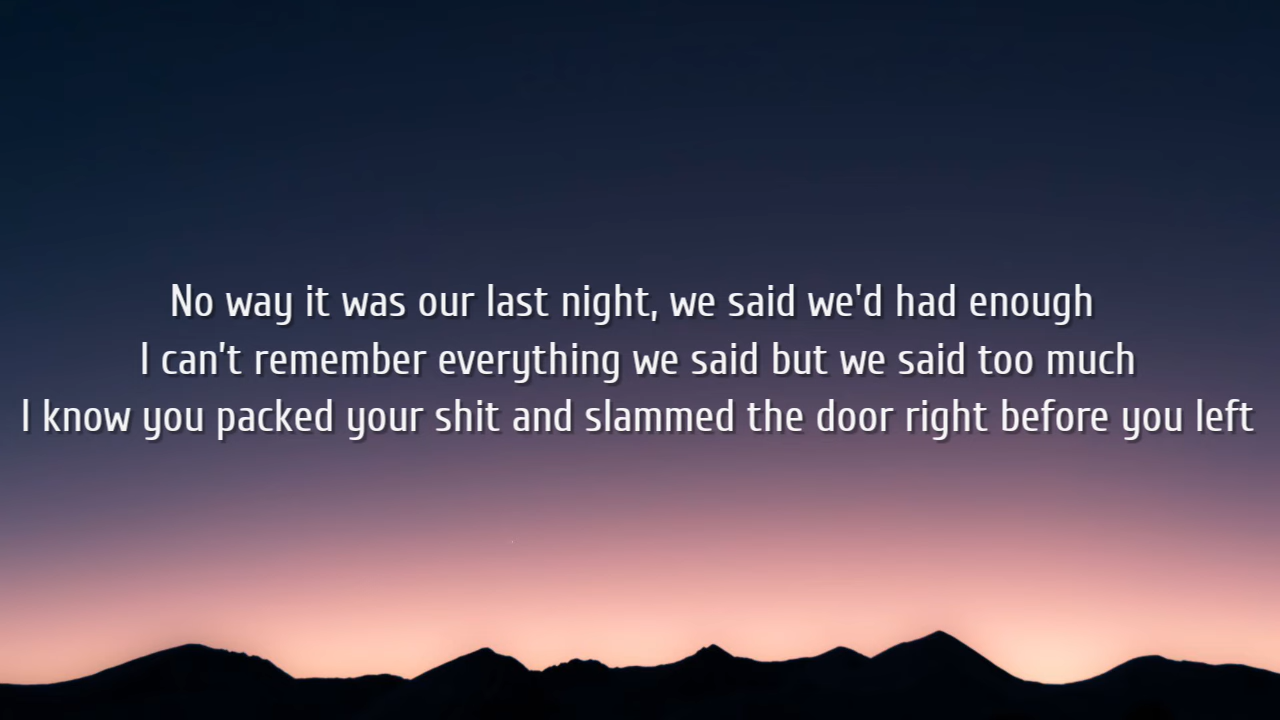 No way it was our last night, we said we'd had enough
I can't remember everything we said but we said too much
I know you packed your shit and slammed the door right before you left